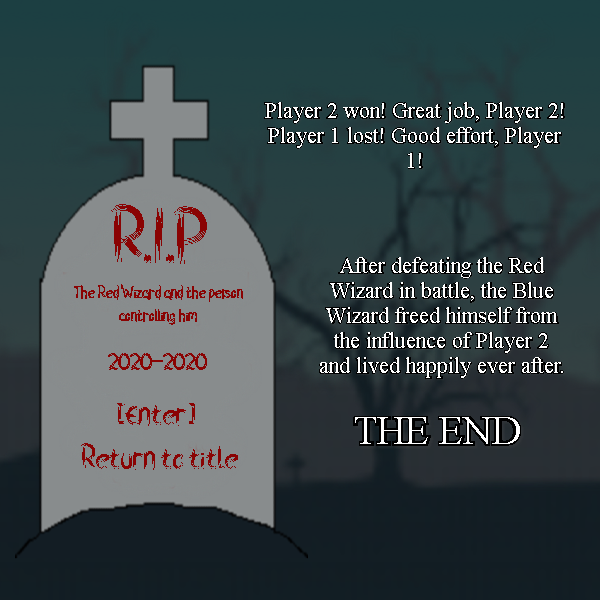 Player 2 won! Great job, Player 2!
Player 1 lost! Good effort, Player
1!
R.I.P
The Red Wizard and the person
controlling him
2020-2020
[Enter]
Return to title
After defeating the Red
Wizard in battle, the Blue
Wizard freed himself from
the influence of Player 2
and lived happily ever after.
THE END